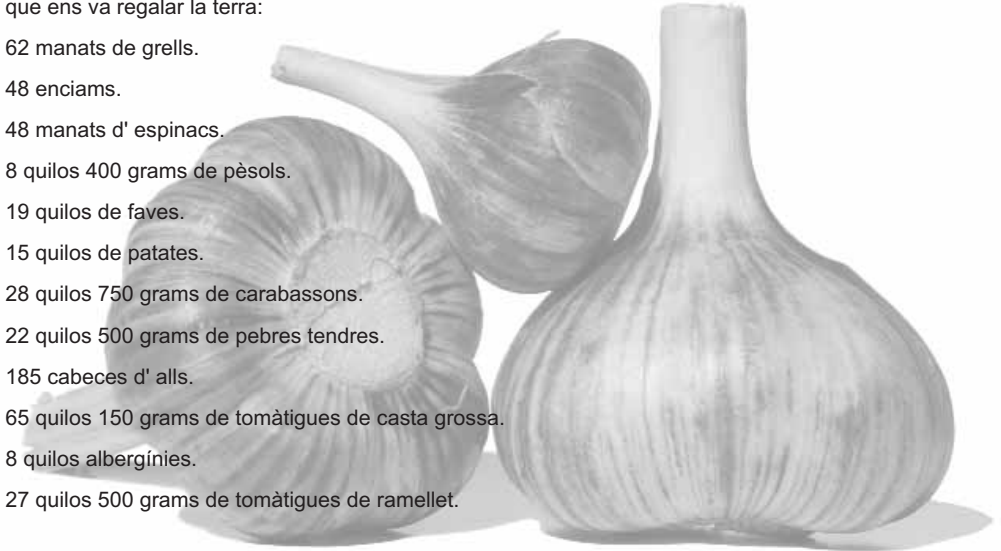 que ens va regalar la terra:
62 manats de grells.
48 enciams.
48 manats d' espinacs.
8 quilos 400 grams de pèsols.
19 quilos de faves.
15 quilos de patates.
28 quilos 750 grams de carabassons.
22 quilos 500 grams de pebres tendres.
185 cabeces d' alls.
65 quilos 150 grams de tomàtigues de casta grossa.
8 quilos albergínies.
27 quilos 500 grams de tomàtigues de ramellet.